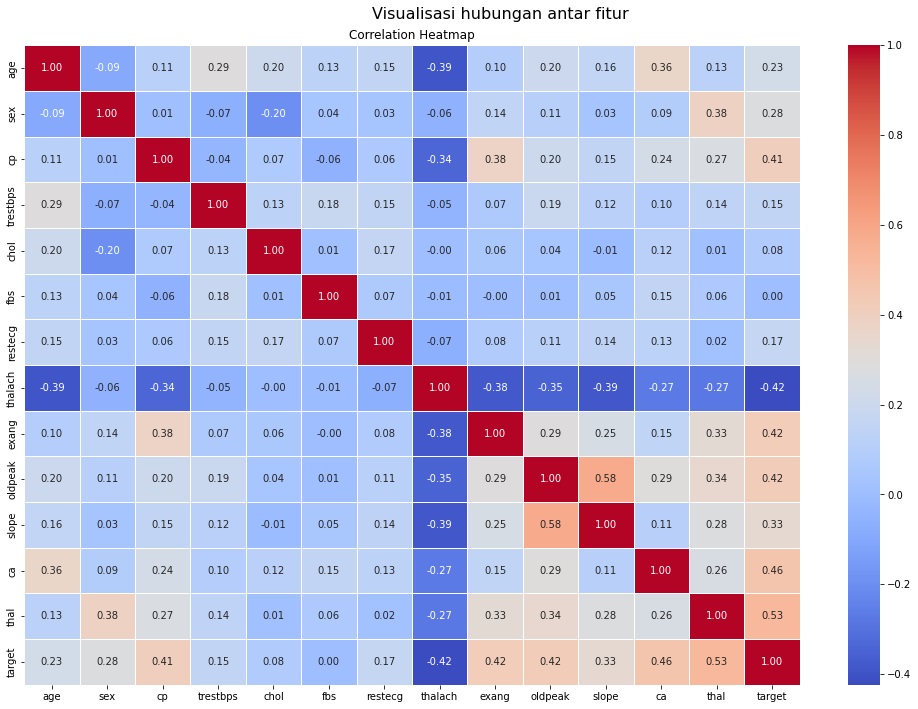 Visualisasi hubungan antar fitur
Correlation Heatmap
age 1.00 -0.09 0.11 0.29 0.20 0.13 0.15 -0.39 0.10 0.20 0.16 0.36 0.13 0.23
sex -0.09 1.00 0.01 -0.07 -0.20 0.04 0.03 -0.06 0.14 0.11 0.03 0.09 0.38 0.28
cp 0.11 0.01 1.00 -0.04 0.07 -0.06 0.06 -0.34 0.38 0.20 0.15 0.24 0.27 0.41
trestbps 0.29 -0.07 -0.04 1.00 0.13 0.18 0.15 -0.05 0.07 0.19 0.12 0.10 0.14 0.15
chol 0.20 -0.20 0.07 0.13 1.00 0.01 0.17 -0.00 0.06 0.04 -0.01 0.12 0.01 0.08
fbs 0.13 0.04 -0.06 0.18 0.01 1.00 0.07 -0.01 -0.00 0.01 0.05 0.15 0.06 0.00
restecg 0.15 0.03 0.06 0.15 0.17 0.07 1.00 -0.07 0.08 0.11 0.14 0.13 0.02 0.17
thalach -0.39 -0.06 -0.34 -0.05 -0.00 -0.01 -0.07 1.00 -0.38 -0.35 -0.39 -0.27 -0.27 -0.42
exang 0.10 0.14 0.38 0.07 0.06 -0.00 0.08 -0.38 1.00 0.29 0.25 0.15 0.33 0.42
oldpeak 0.20 0.11 0.20 0.19 0.04 0.01 0.11 -0.35 0.29 1.00 0.58 0.29 0.34 0.42
slope 0.16 0.03 0.15 0.12 -0.01 0.05 0.14 -0.39 0.25 0.58 1.00 0.11 0.28 0.33
ca 0.36 0.09 0.24 0.10 0.12 0.15 0.13 -0.27 0.15 0.29 0.11 1.00 0.26 0.46
thal 0.13 0.38 0.27 0.14 0.01 0.06 0.02 -0.27 0.33 0.34 0.28 0.26 1.00 0.53
target 0.23 0.28 0.41 0.15 0.08 0.00 0.17 -0.42 0.42 0.42 0.33 0.46 0.53 1.00
age sex cp trestbps chol fbs restecg thalach exang oldpeak slope ca thal target
1.0
0.8
0.6
0.4
0.2
0.0
−0.2
−0.4